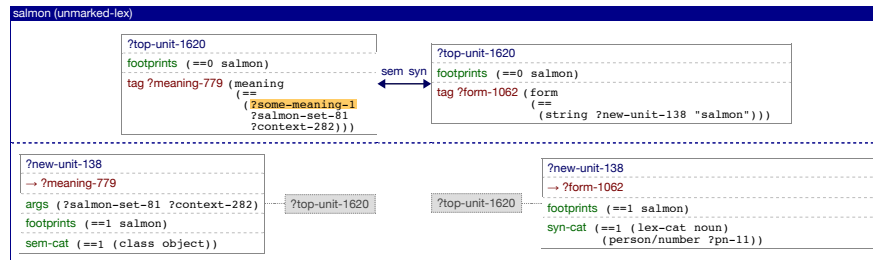 salmon (unmarked-lex)
?top-unit-1620
footprints (==0 salmon)
tag ?meaning-779 (meaning
(==
(?some-meaning-1
?salmon-set-81
?context-282)))
sem syn
?top-unit-1620
footprints (==0 salmon)
tag ?form-1062 (form
(==
(string ?new-unit-138 "salmon")))
?new-unit-138
→ ?meaning-779
args (?salmon-set-81 ?context-282)
footprints (==1 salmon)
sem-cat (==1 (class object))
?top-unit-1620
?top-unit-1620
?new-unit-138
→ ?form-1062
footprints (==1 salmon)
syn-cat (==1 (lex-cat noun)
(person/number ?pn-11))